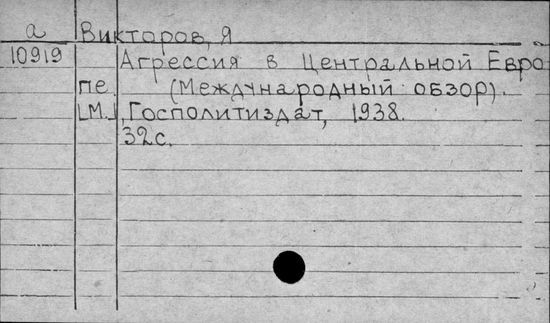 а Викторов, Я
10919 Агрессия в Центральной Евро
пе. (Международный обзор).
[М.], Госполитиздат, 1938.
32с.